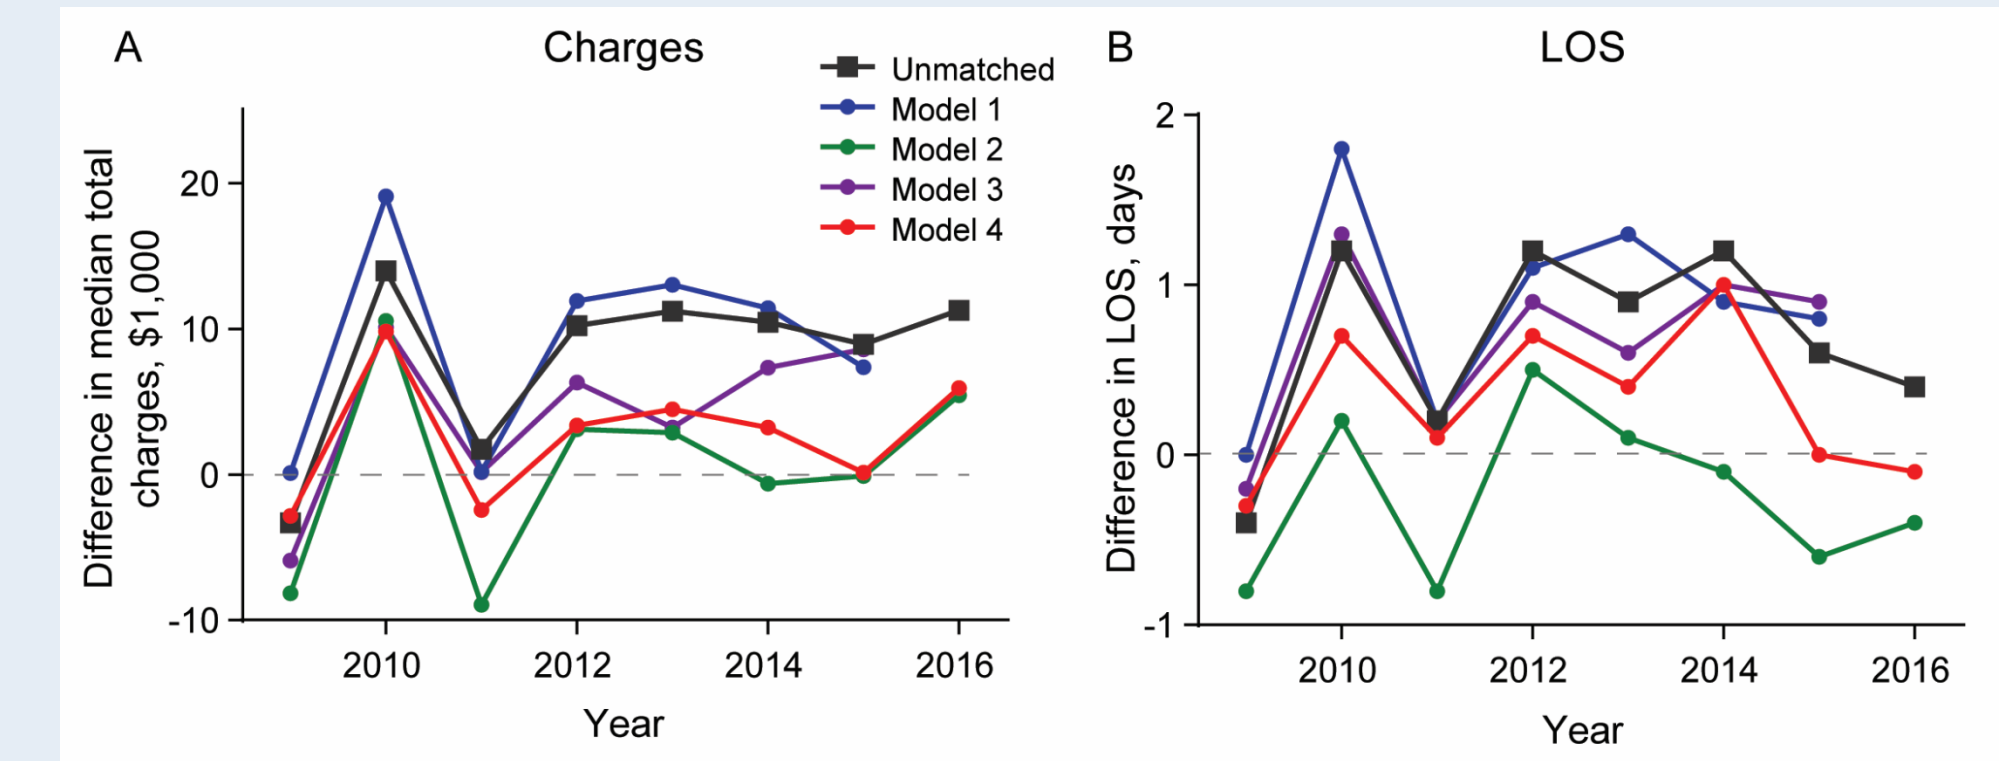 A
Charges
Unmatched
Model 1
Model 2
Model 3
Model 4
Difference in median total
charges, $1,000
20
10
0
-10
2010
2012
2014
2016
Year
B
LOS
Difference in LOS, days
2
1
0
-1
2010
2012
2014
2016
Year